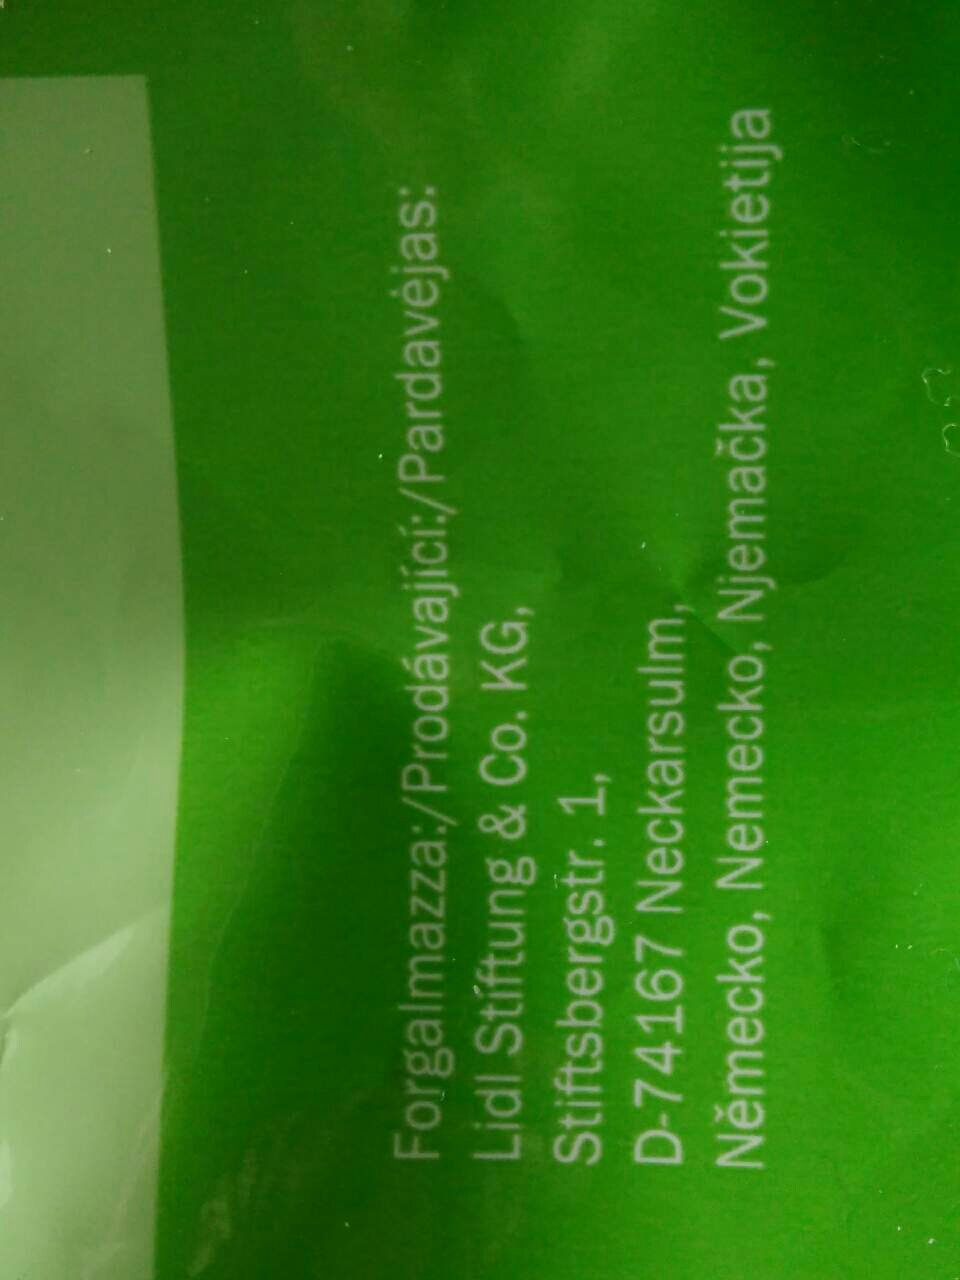 Forgalmazza:/Prodávající:/Pardavėjas:
Lidl Stiftung & Co. KG,
Stiftsbergstr. 1,
D-74167 Neckarsulm,
Německo, Nemecko, Njemačka, Vokietija